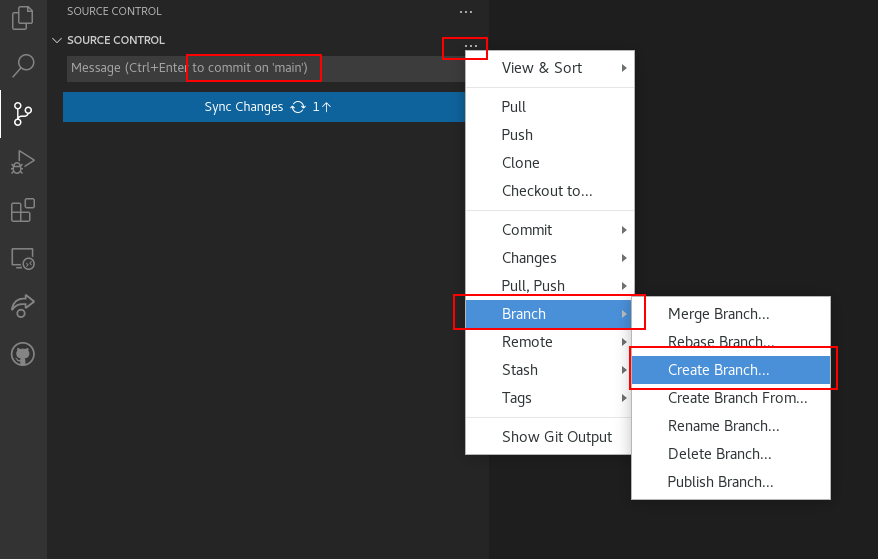 SOURCE CONTROL
SOURCE CONTROL
Message (Ctrl+Enter to commit on 'main')
Sync Changes 1↑
View & Sort
Pull
Push
Clone
Checkout to...
Commit
Changes
Pull, Push
Branch
Remote
Stash
Tags
Show Git Output
Merge Branch...
Rebase Branch...
Create Branch...
Create Branch From...
Rename Branch...
Delete Branch...
Publish Branch...